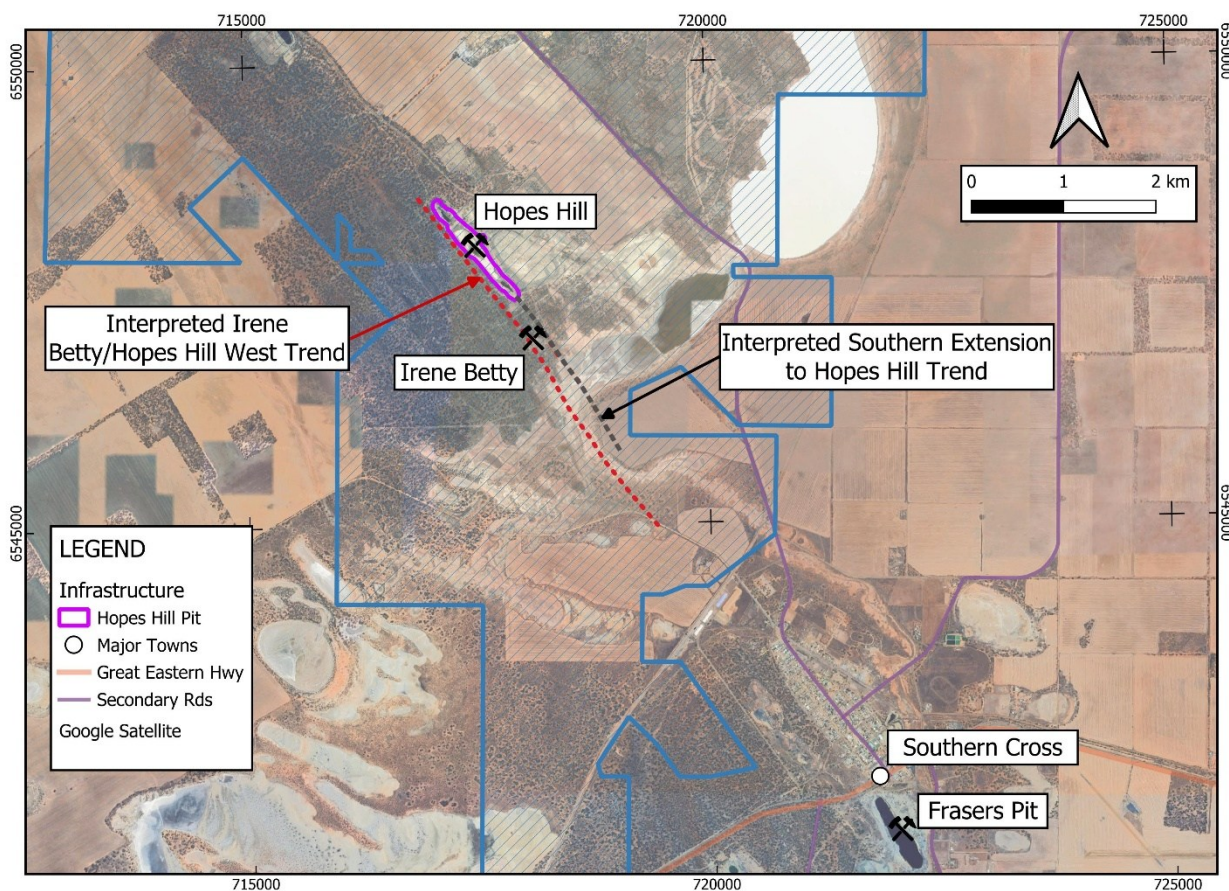 715000
720000
725000
6550000
6550000
0 1 2 km
Hopes Hill
Interpreted Irene
Betty/Hopes Hill West Trend
Irene Betty
Interpreted Southern Extension
to Hopes Hill Trend
6545000
6545000
LEGEND
Infrastructure
Hopes Hill Pit
Major Towns
Great Eastern Hwy
Secondary Rds
Google Satellite
Southern Cross
Frasers Pit
715000
720000
725000